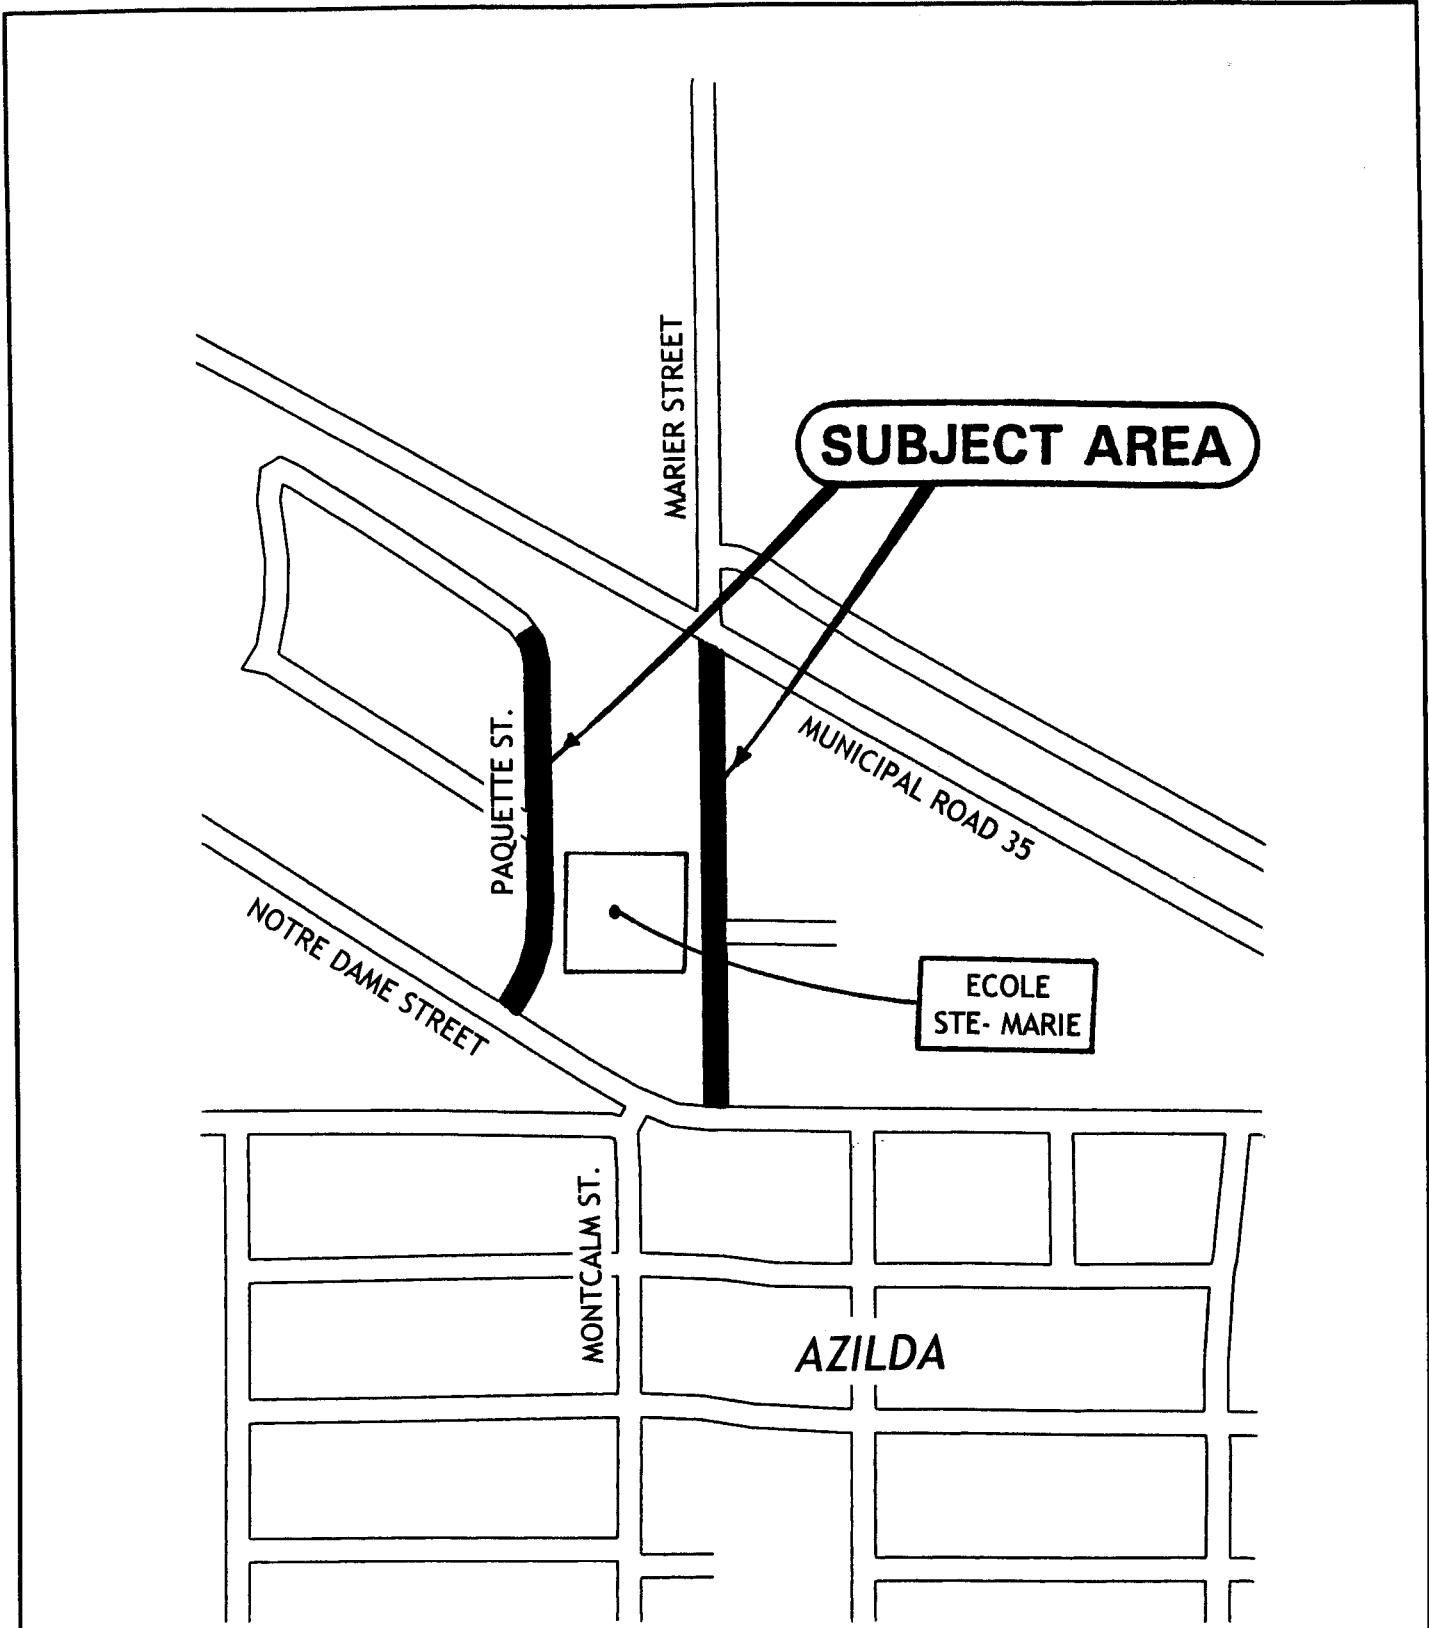 MARIER STREET
SUBJECT AREA
PAQUETTE ST.
MUNICIPAL ROAD 35
NOTRE DAME STREET
ECOLE
STE- MARIE
MONTCALM ST.
AZILDA